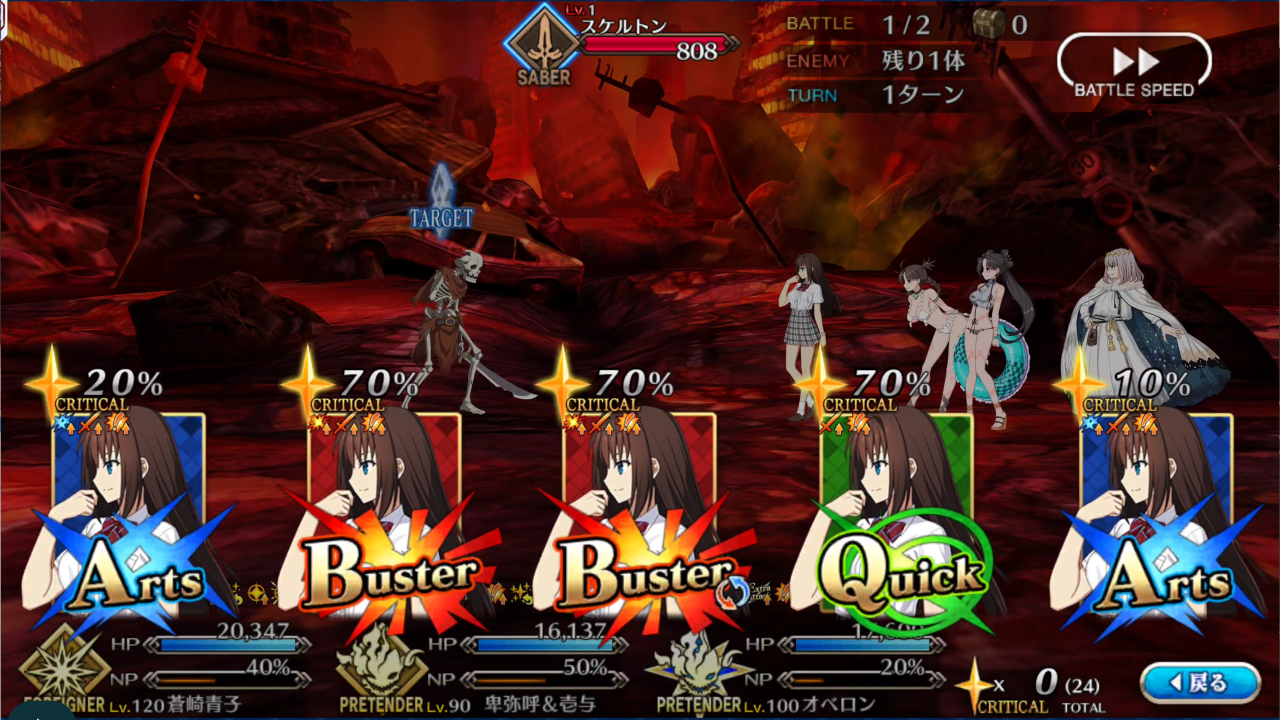 Lv.1
スケルトン
808
SABER
BATTLE 1/2 0
ENEMY 残り1体
TURN 1ターン
BATTLE SPEED
TARGET
30
20% CRITICAL
70% CRITICAL
70% CRITICAL
70% CRITICAL
10% CRITICAL
Arts
Buster
Buster
Quick
Arts
HP 20,347
NP 40%
FOREIGNER Lv.120 蒼崎青子
HP 16,137
NP 50%
PRETENDER Lv.90 卑弥呼&壱与
HP
NP 20%
PRETENDER Lv.100 オベロン
x 0 (24)
CRITICAL TOTAL
戻る